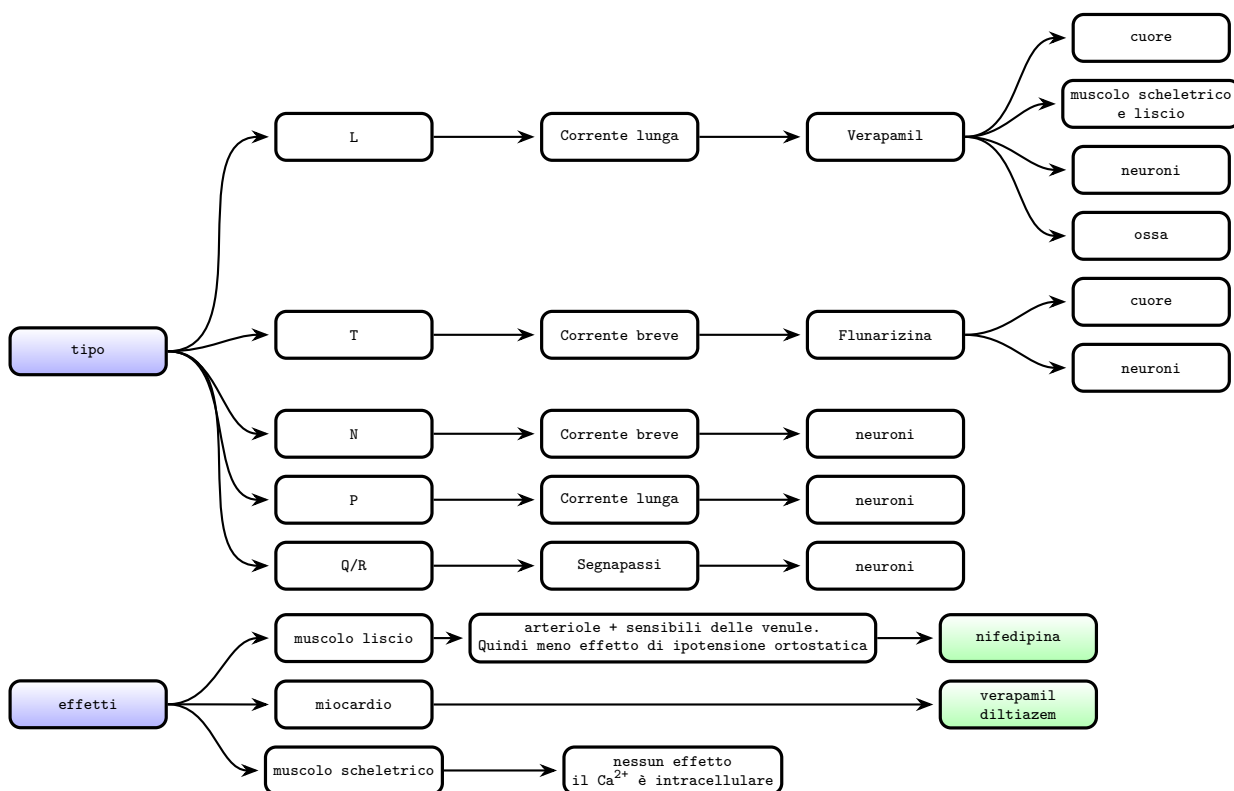 cuore
muscolo scheletrico
e liscio
L
Corrente lunga
Verapamil
neuroni
ossa
cuore
tipo
T
Corrente breve
Flunarizina
neuroni
N
Corrente breve
neuroni
P
Corrente lunga
neuroni
Q/R
Segnapassi
neuroni
muscolo liscio
arteriole + sensibili delle venule.
Quindi meno effetto di ipotensione ortostatica
nifedipina
effetti
miocardio
verapamil
diltiazem
muscolo scheletrico
nessun effetto
il Ca²⁺ è intracellulare